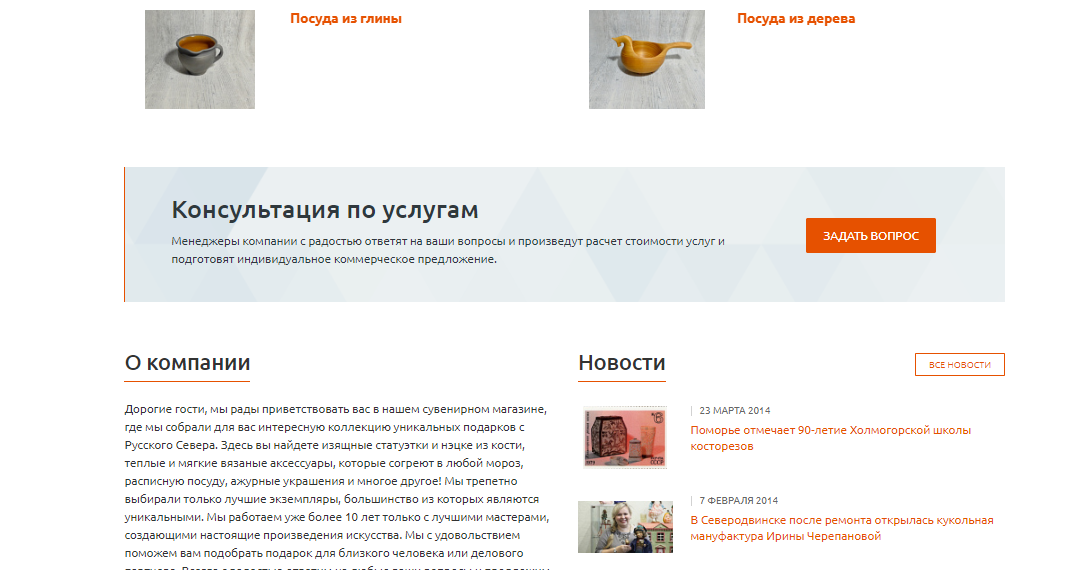 Посуда из глины
Посуда из дерева
Консультация по услугам
Менеджеры компании с радостью ответят на ваши вопросы и произведут расчет стоимости услуг и
подготовят индивидуальное коммерческое предложение.
ЗАДАТЬ ВОПРОС
О компании
Дорогие гости, мы рады приветствовать вас в нашем сувенирном магазине,
где мы собрали для вас интересную коллекцию уникальных подарков с
Русского Севера. Здесь вы найдете изящные статуэтки и нэцке из кости,
теплые и мягкие вязаные аксессуары, которые согреют в любой мороз,
расписную посуду, ажурные украшения и многое другое! Мы трепетно
выбирали только лучшие экземпляры, большинство из которых являются
уникальными. Мы работаем уже более 10 лет только с лучшими мастерами,
создающими настоящие произведения искусства. Мы с удовольствием
поможем вам подобрать подарок для близкого человека или делового
Новости
ВСЕ НОВОСТИ
23 МАРТА 2014
Поморье отмечает 90-летие Холмогорской школы
косторезов
7 ФЕВРАЛЯ 2014
В Северодвинске после ремонта открылась кукольная
мануфактура Ирины Черепановой